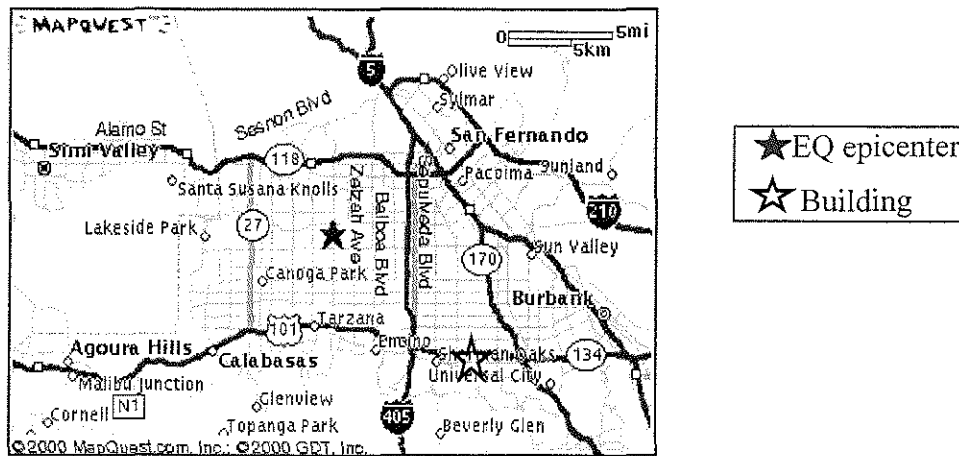 MAPQUEST
0 5mi
5km
5
Olive View
Sylmar
Sesnon Blvd
San Fernando
Alamo St
Simi Valley
118
Pacoima
Sunland
Santa Susana Knolls
Zelzah Ave
Balboa Blvd
Sepulveda Blvd
210
Lakeside Park
27
Sun Valley
170
Canoga Park
Burbank
Tarzana
101
Encino
Sherman Oaks
134
Agoura Hills
Calabasas
Universal City
Malibu Junction
N1
Glenview
405
Cornell
Topanga Park
Beverly Glen
©2000 MapQuest.com, Inc.; ©2000 GDT, Inc.
EQ epicenter
Building